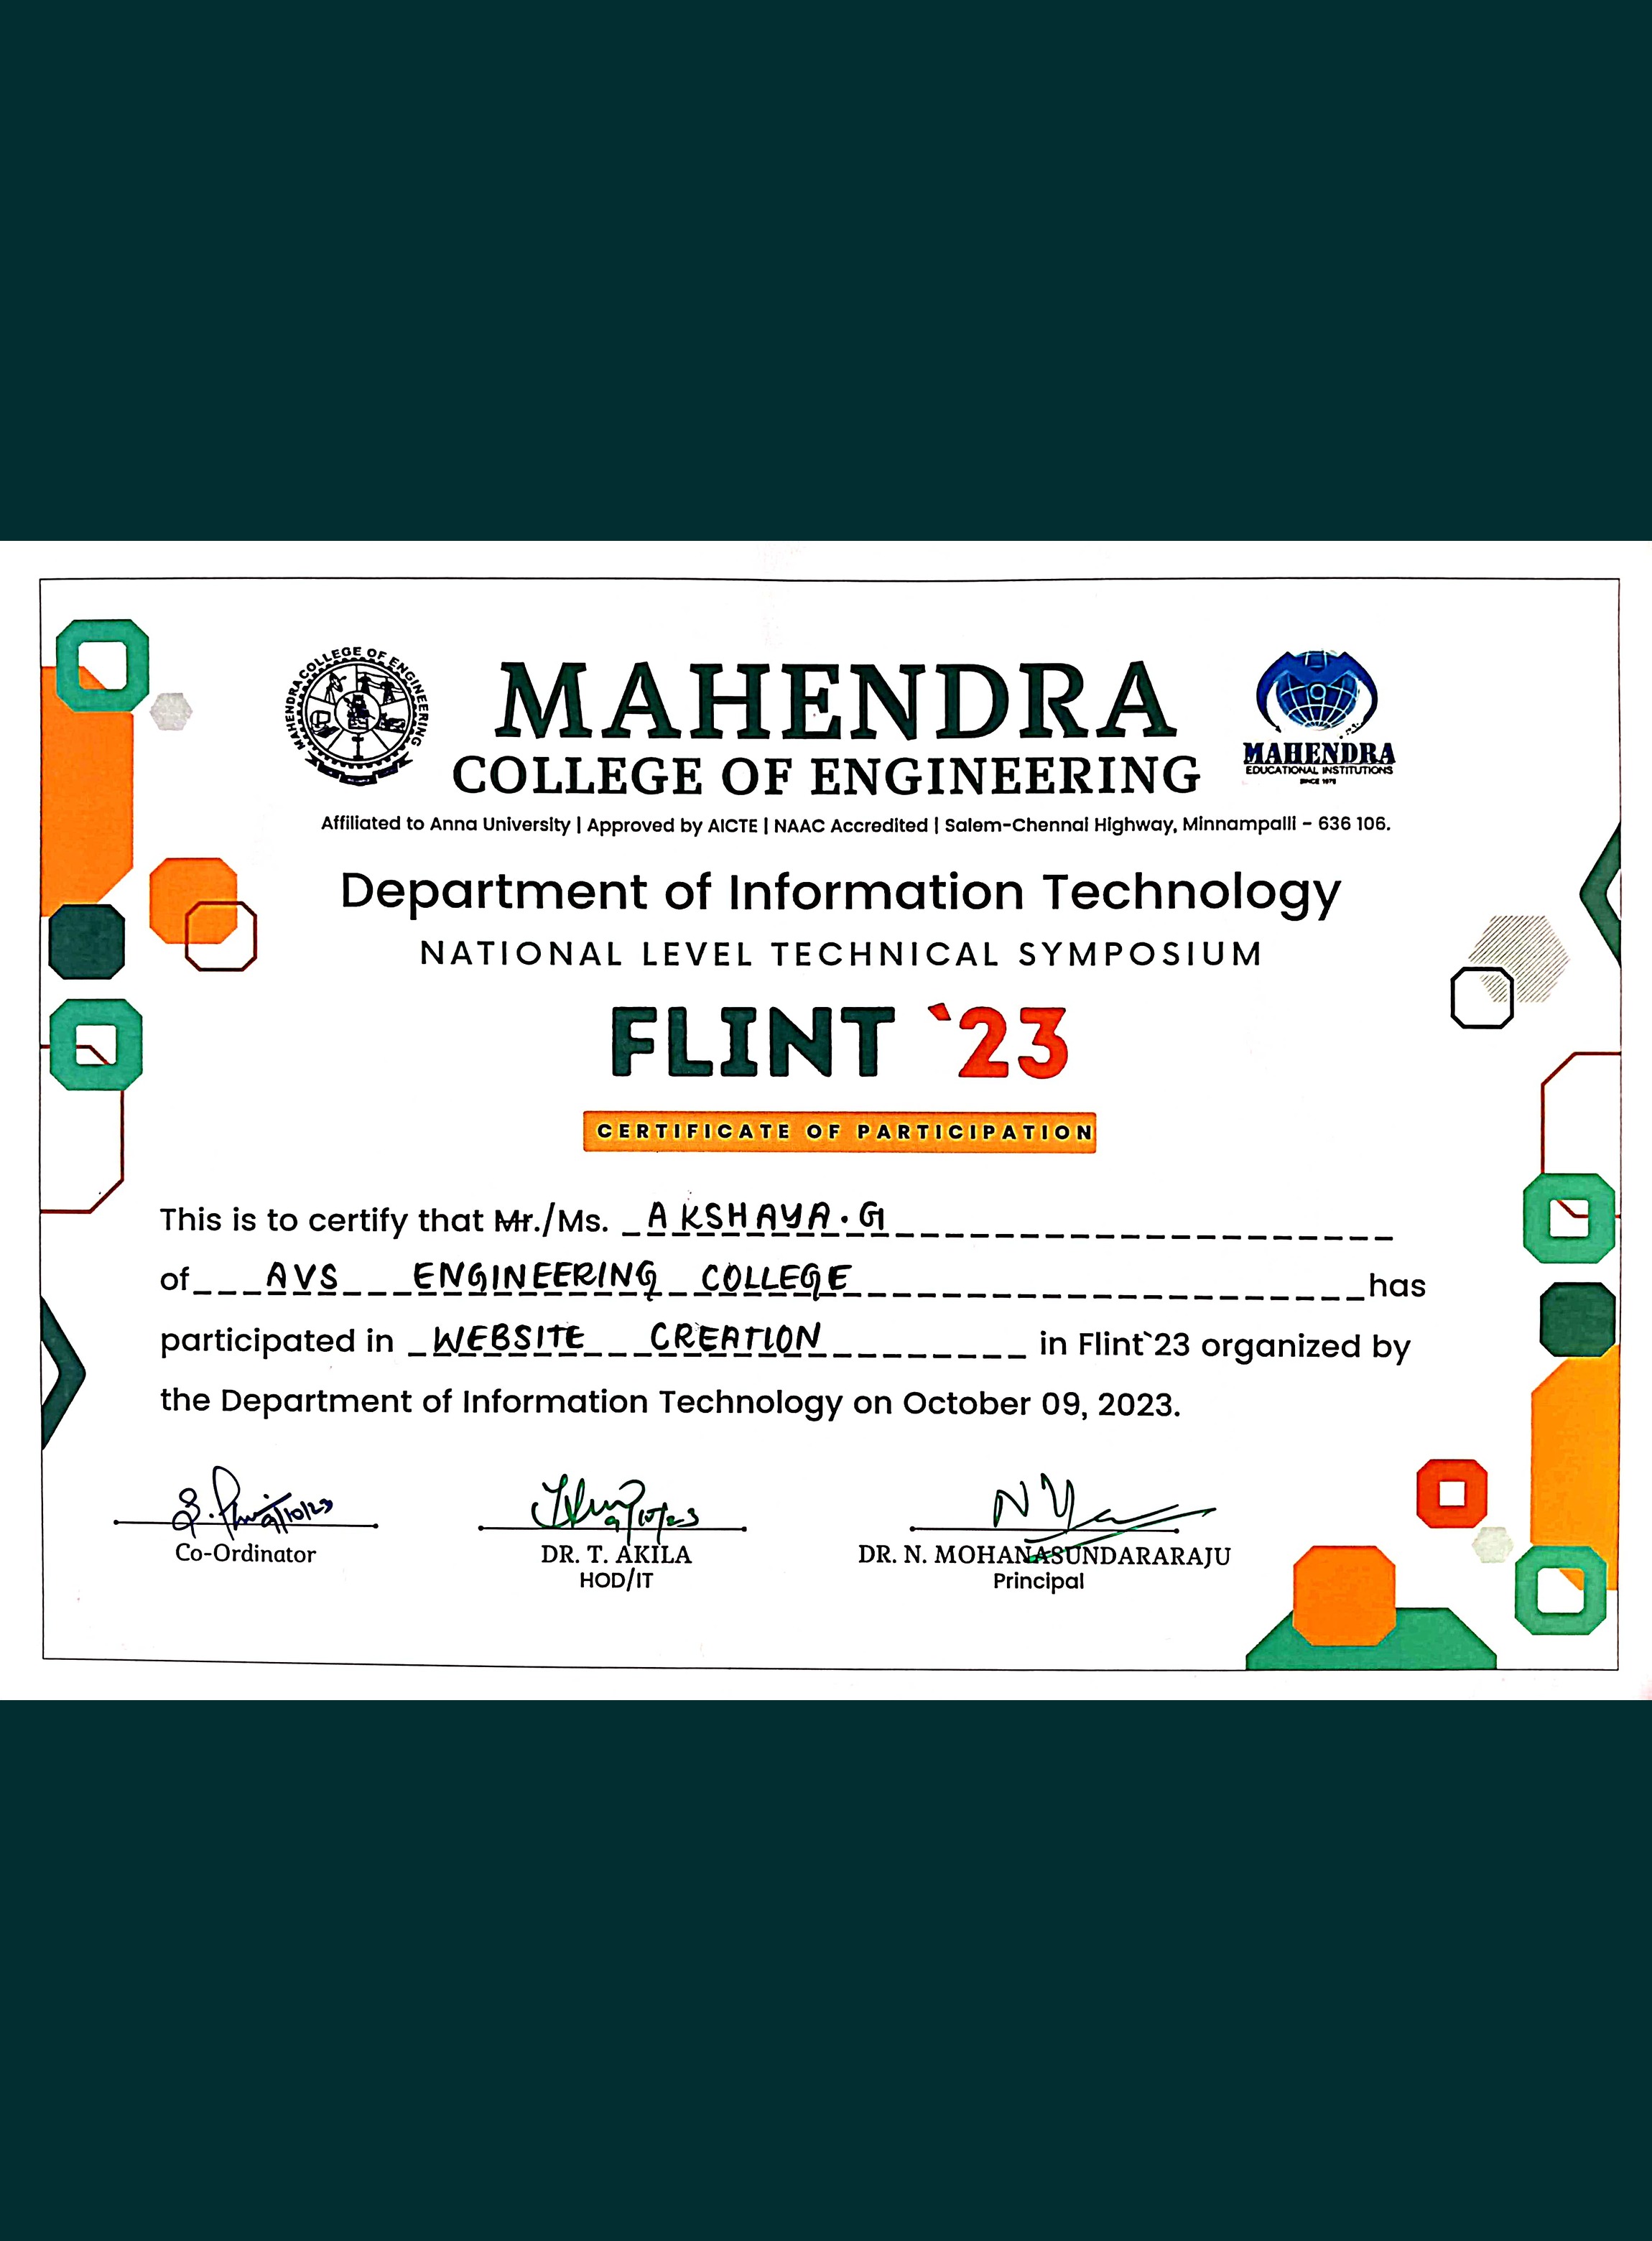 MAHENDRA COLLEGE OF ENGINEERING
MAHENDRA
COLLEGE OF ENGINEERING
MAHENDRA
EDUCATIONAL INSTITUTIONS
Affiliated to Anna University | Approved by AICTE | NAAC Accredited | Salem-Chennai Highway, Minnampalli - 636 106.
Department of Information Technology
NATIONAL LEVEL TECHNICAL SYMPOSIUM
FLINT `23
CERTIFICATE OF PARTICIPATION
This is to certify that Mr./Ms. AKSHAYA.G
of AVS ENGINEERING COLLEGE has
participated in WEBSITE CREATION in Flint`23 organized by
the Department of Information Technology on October 09, 2023.
9/10/23 9/10/23
Co-Ordinator DR. T. AKILA DR. N. MOHANASUNDARARAJU
HOD/IT Principal